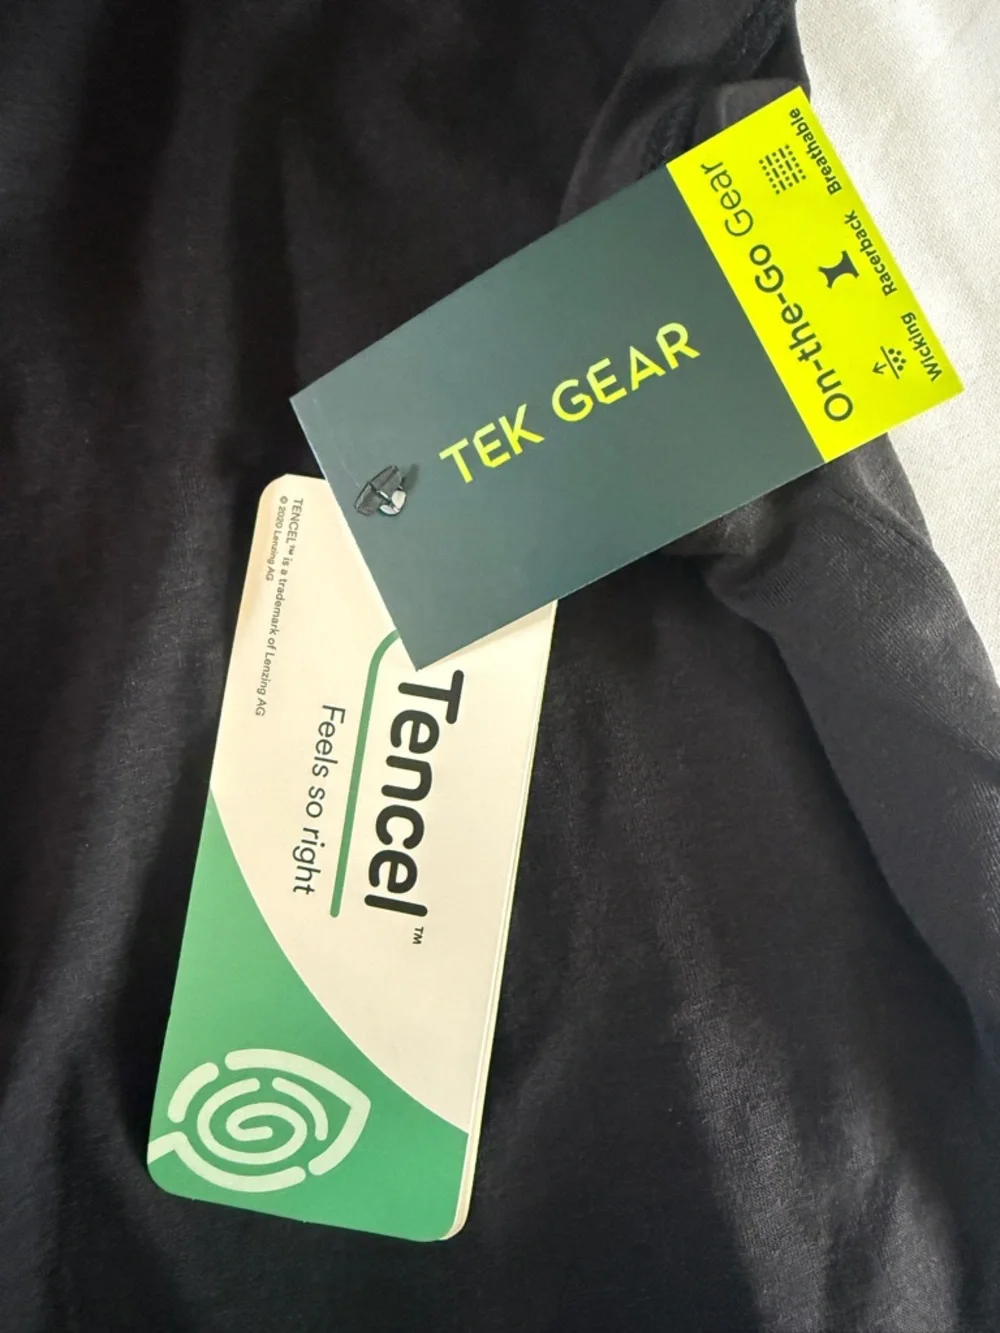 TEK GEAR
On-the-Go Gear
Breathable
Racerback
Wicking
Tencel™
Feels so right
TENCEL™ is a trademark of Lenzing AG
© 2020 Lenzing AG